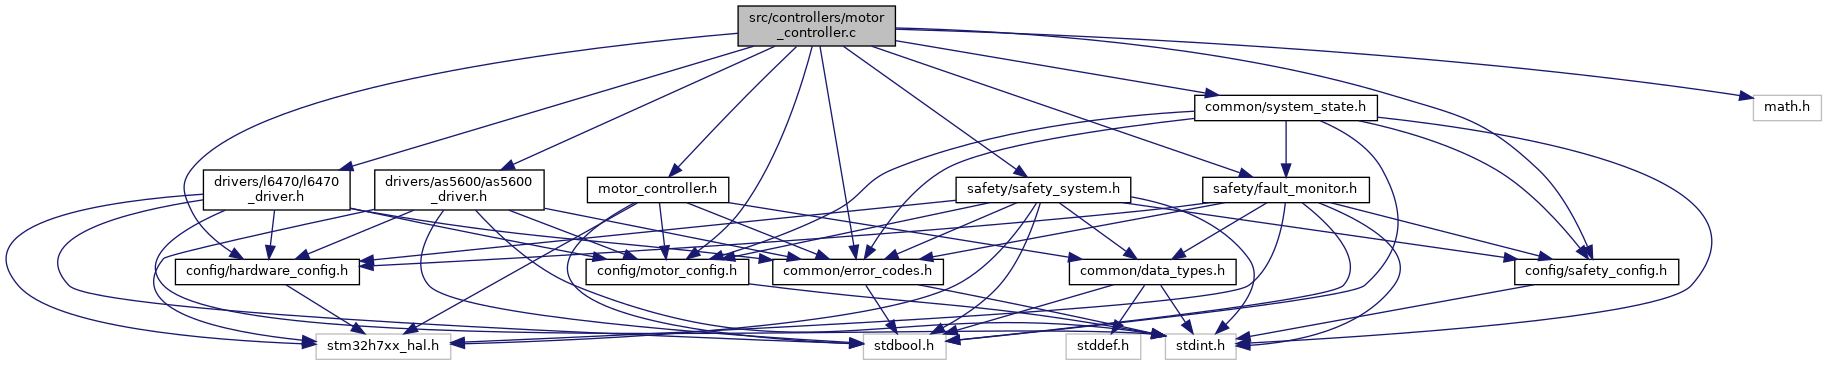 src/controllers/motor
_controller.c
common/system_state.h
math.h
drivers/l6470/l6470
_driver.h
drivers/as5600/as5600
_driver.h
motor_controller.h
safety/safety_system.h
safety/fault_monitor.h
config/hardware_config.h
config/motor_config.h
common/error_codes.h
common/data_types.h
config/safety_config.h
stm32h7xx_hal.h
stdbool.h
stddef.h
stdint.h